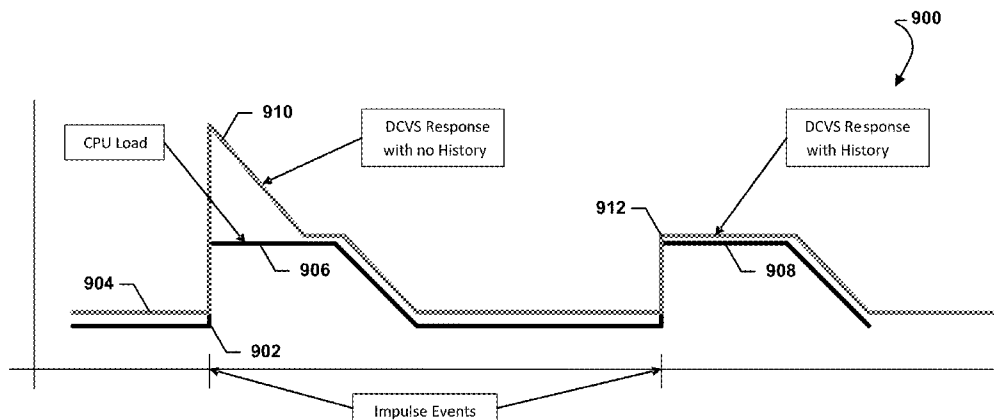 900
910
CPU Load
DCVS Response
with no History
DCVS Response
with History
912
906
908
904
902
Impulse Events